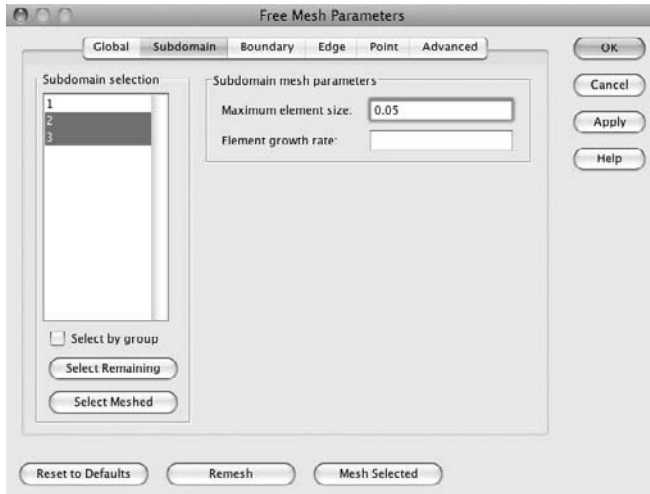 Free Mesh Parameters
Global Subdomain Boundary Edge Point Advanced
Subdomain selection
1
2
3
Select by group
Select Remaining
Select Meshed
Subdomain mesh parameters
Maximum element size: 0.05
Element growth rate:
OK
Cancel
Apply
Help
Reset to Defaults Remesh Mesh Selected